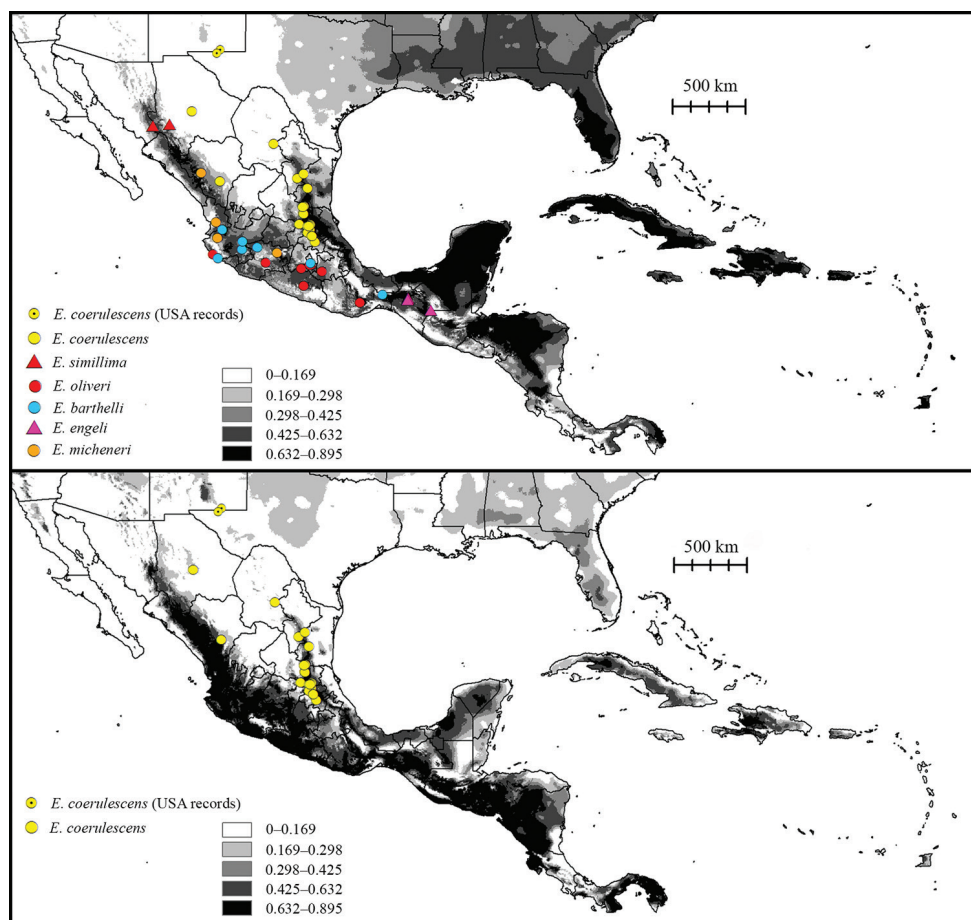 500 km
E. coerulescens (USA records)
E. coerulescens
E. simillima
E. oliveri
E. barthelli
E. engeli
E. micheneri
0–0.169
0.169–0.298
0.298–0.425
0.425–0.632
0.632–0.895
500 km
E. coerulescens (USA records)
E. coerulescens
0–0.169
0.169–0.298
0.298–0.425
0.425–0.632
0.632–0.895